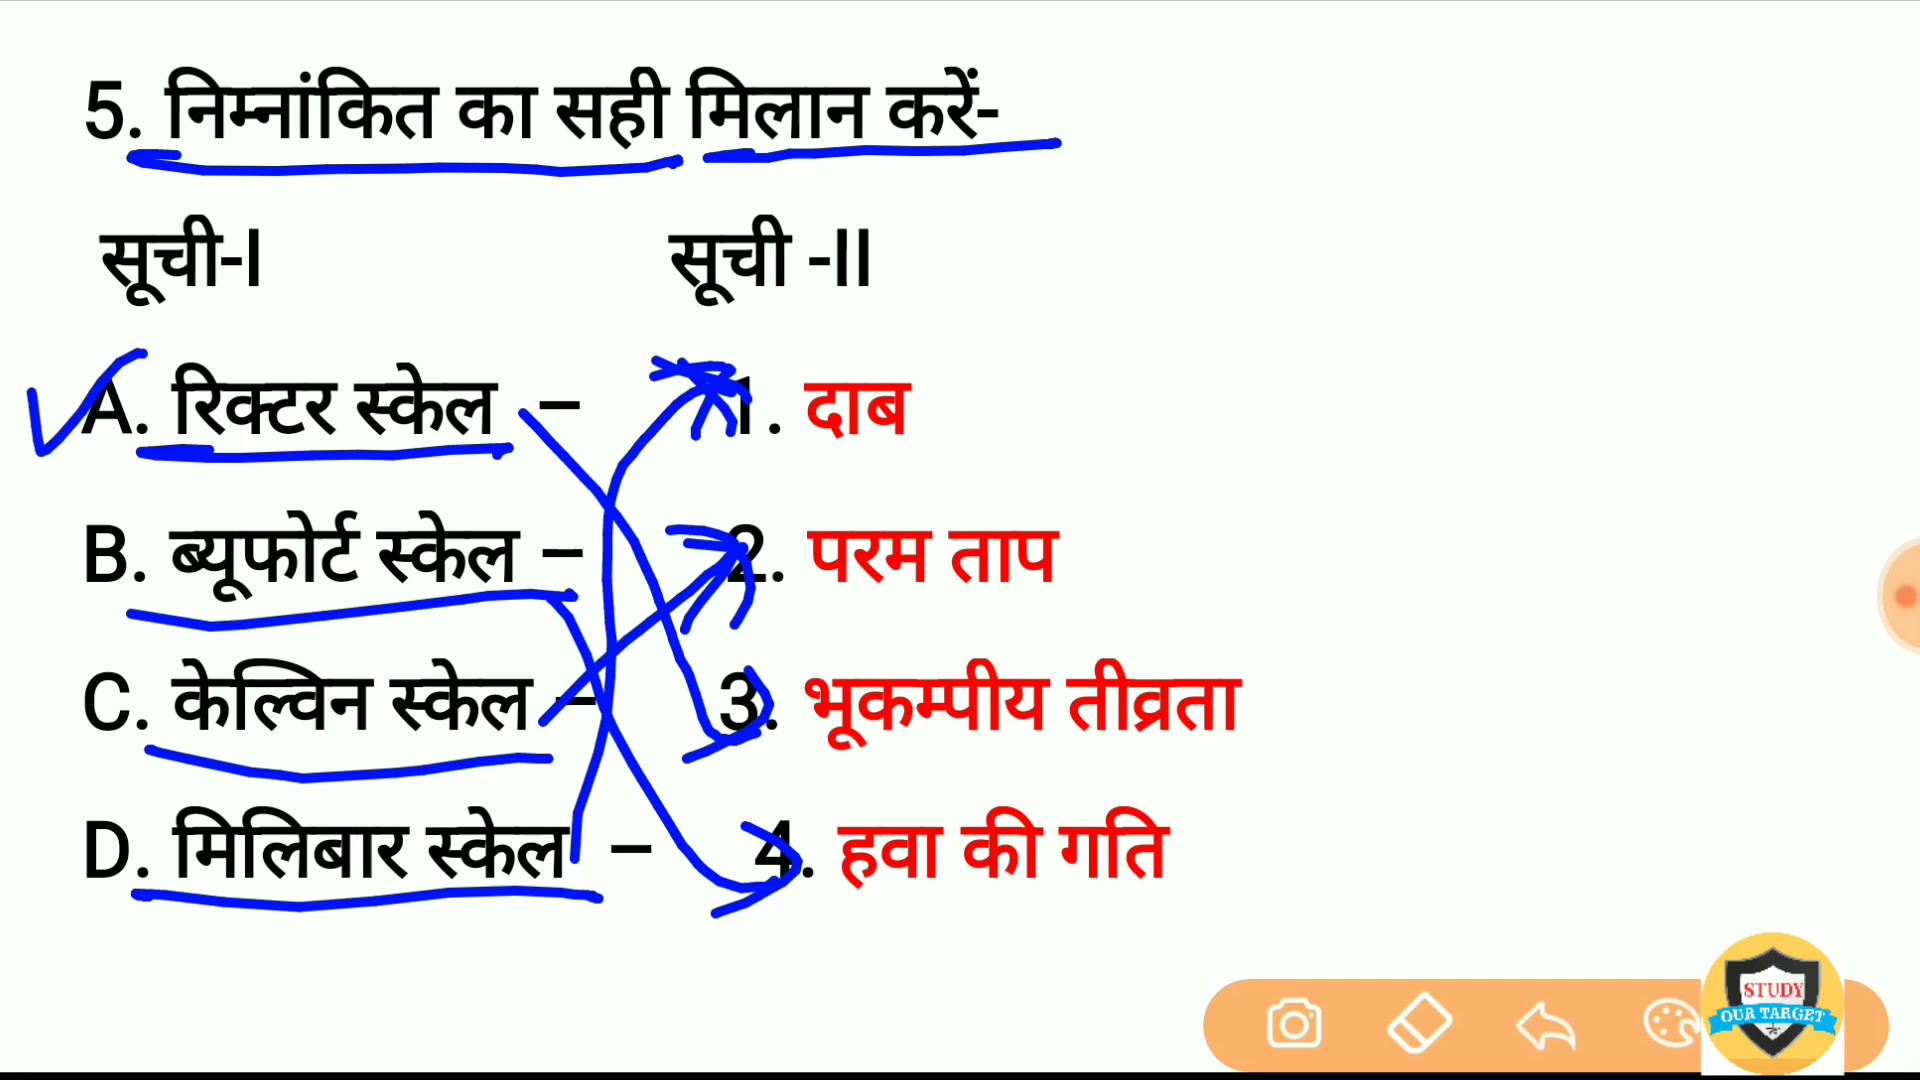 5. निम्नांकित का सही मिलान करें-
सूची-I सूची -II
A. रिक्टर स्केल – 1. दाब
B. ब्यूफोर्ट स्केल – 2. परम ताप
C. केल्विन स्केल – 3. भूकम्पीय तीव्रता
D. मिलिबार स्केल – 4. हवा की गति
STUDY
OUR TARGET